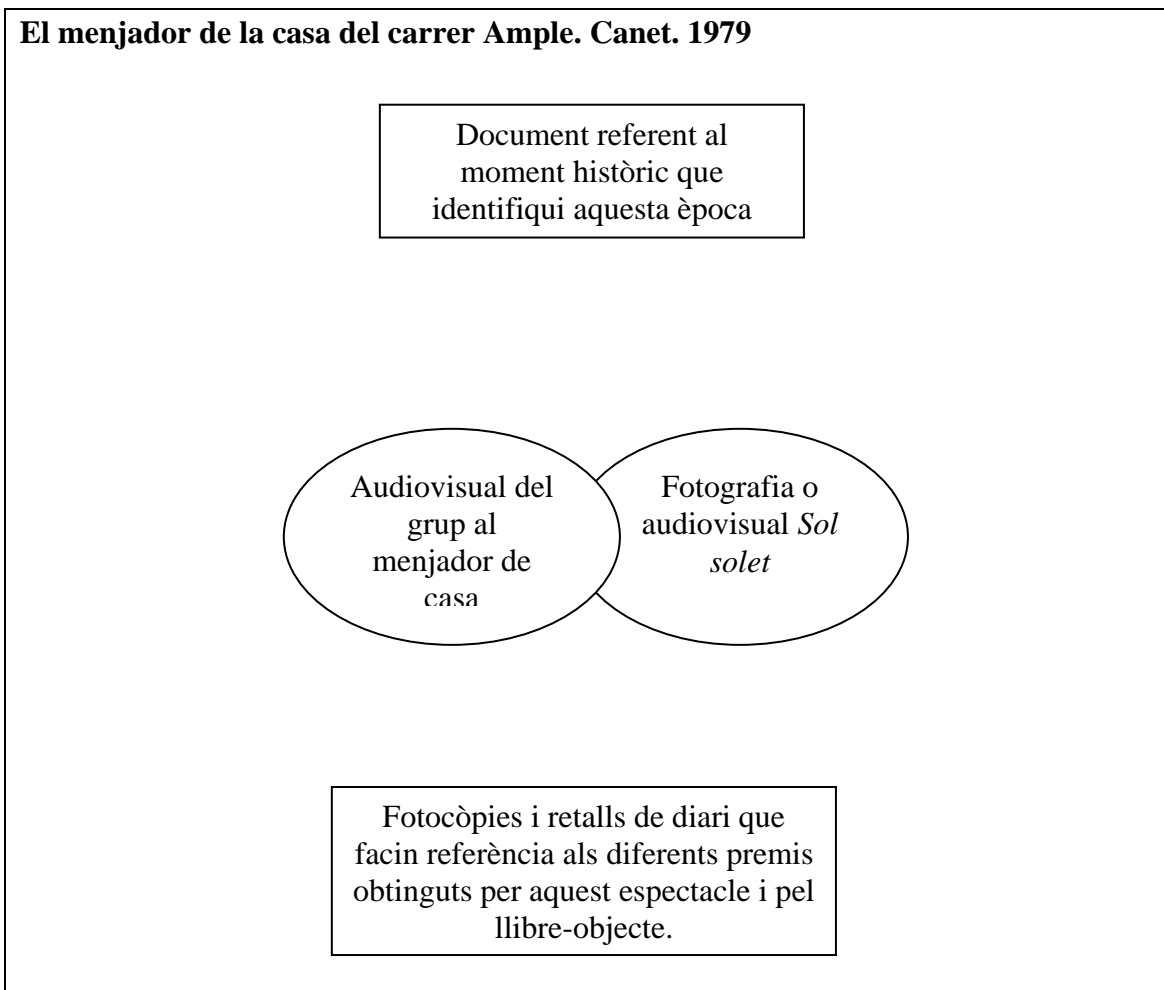 El menjador de la casa del carrer Ample. Canet. 1979
Document referent al
moment històric que
identifiqui aquesta època
Audiovisual del
grup al
menjador de
casa
Fotografia o
audiovisual Sol
solet
Fotocòpies i retalls de diari que
facin referència als diferents premis
obtinguts per aquest espectacle i pel
llibre-objecte.